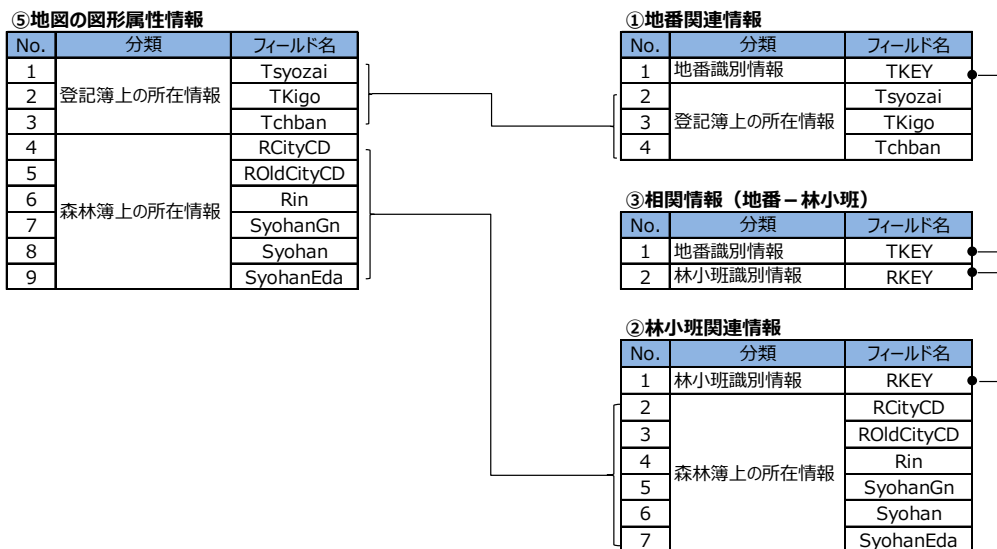 ⑤地図の図形属性情報
No. 分類 フィールド名
1 登記簿上の所在情報 Tsyozai
2 TKigo
3 Tchban
4 森林簿上の所在情報 RCityCD
5 ROldCityCD
6 Rin
7 SyohanGn
8 Syohan
9 SyohanEda
①地番関連情報
No. 分類 フィールド名
1 地番識別情報 TKEY
2 登記簿上の所在情報 Tsyozai
3 TKigo
4 Tchban
③相関情報（地番－林小班）
No. 分類 フィールド名
1 地番識別情報 TKEY
2 林小班識別情報 RKEY
②林小班関連情報
No. 分類 フィールド名
1 林小班識別情報 RKEY
2 森林簿上の所在情報 RCityCD
3 ROldCityCD
4 Rin
5 SyohanGn
6 Syohan
7 SyohanEda